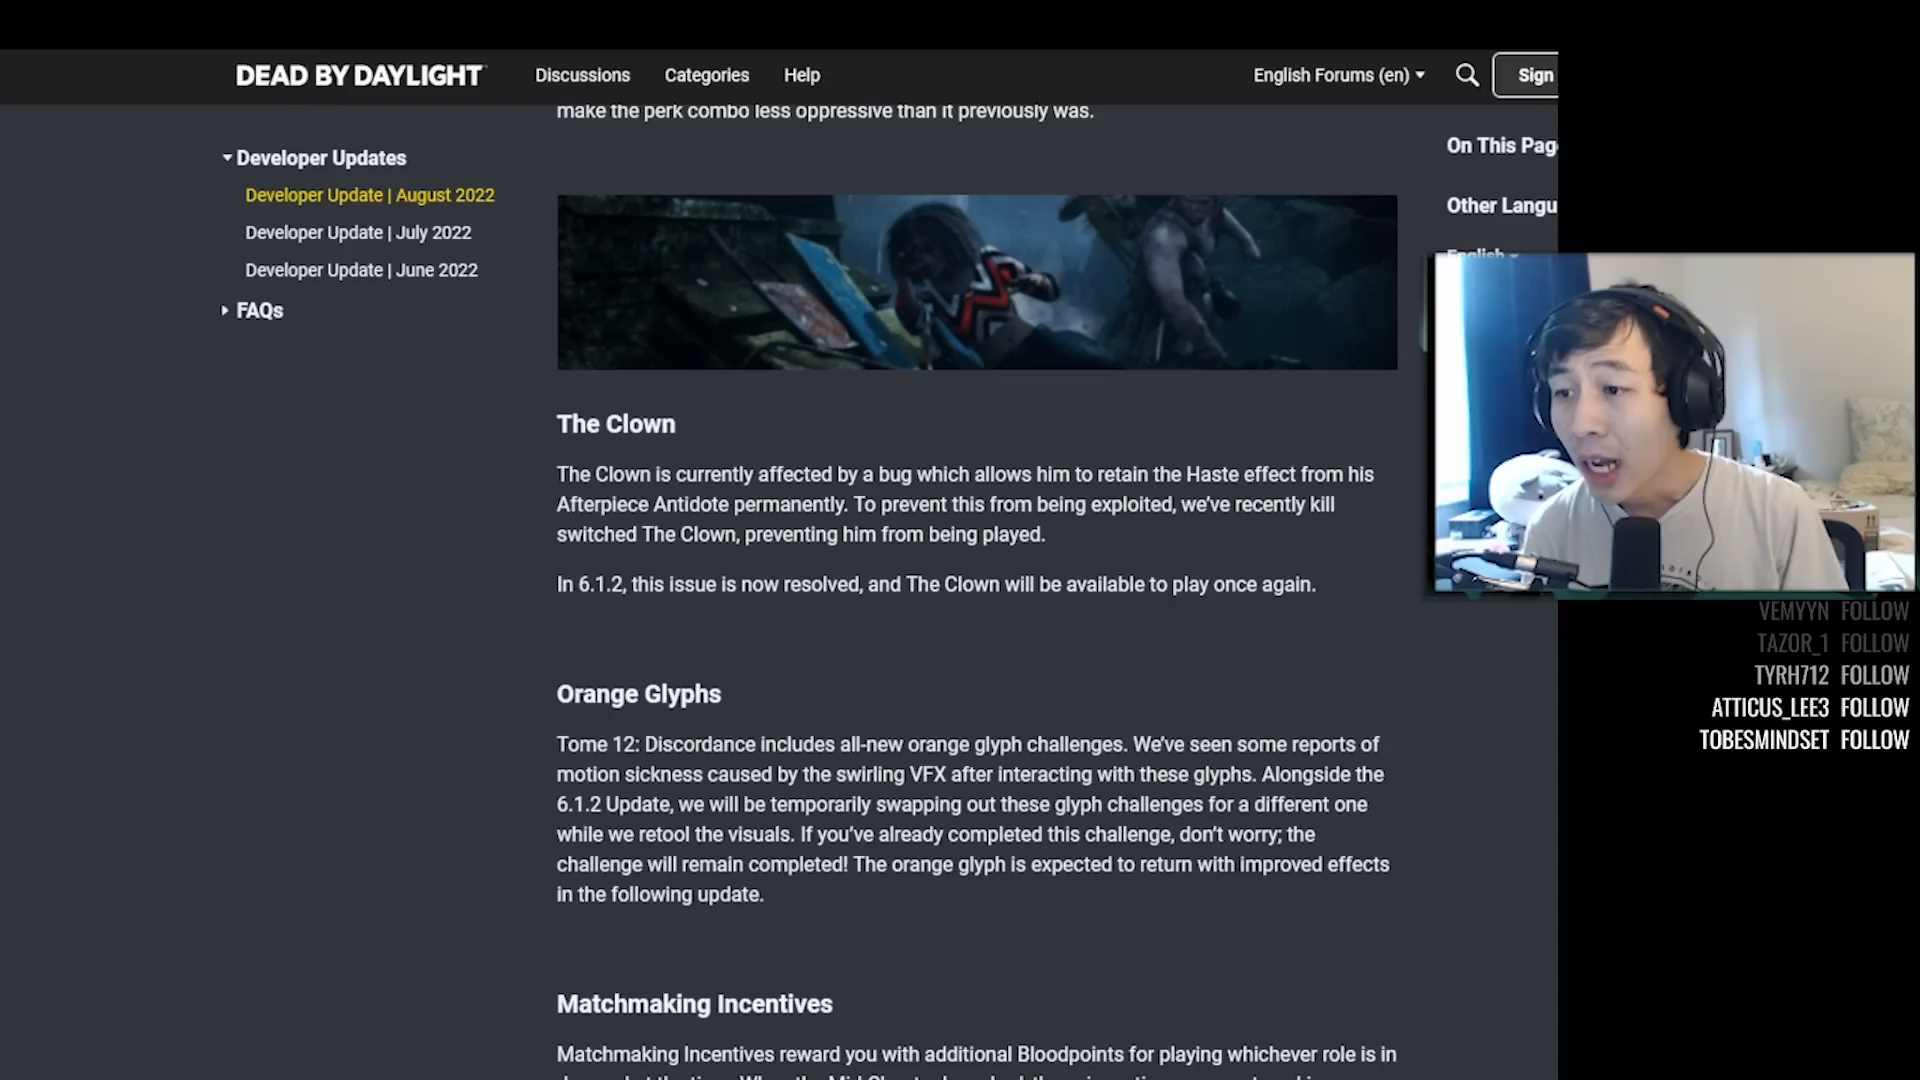 DEAD BY DAYLIGHT Discussions Categories Help English Forums (en) Sign
make the perk combo less oppressive than it previously was.
Developer Updates
Developer Update | August 2022
Developer Update | July 2022
Developer Update | June 2022
FAQs
On This Pag
Other Langu
English
The Clown
The Clown is currently affected by a bug which allows him to retain the Haste effect from his
Afterpiece Antidote permanently. To prevent this from being exploited, we've recently kill
switched The Clown, preventing him from being played.
In 6.1.2, this issue is now resolved, and The Clown will be available to play once again.
Orange Glyphs
Tome 12: Discordance includes all-new orange glyph challenges. We've seen some reports of
motion sickness caused by the swirling VFX after interacting with these glyphs. Alongside the
6.1.2 Update, we will be temporarily swapping out these glyph challenges for a different one
while we retool the visuals. If you've already completed this challenge, don't worry; the
challenge will remain completed! The orange glyph is expected to return with improved effects
in the following update.
Matchmaking Incentives
Matchmaking Incentives reward you with additional Bloodpoints for playing whichever role is in
VEMYYN FOLLOW
TAZOR_1 FOLLOW
TYRH712 FOLLOW
ATTICUS_LEE3 FOLLOW
TOBESMINDSET FOLLOW